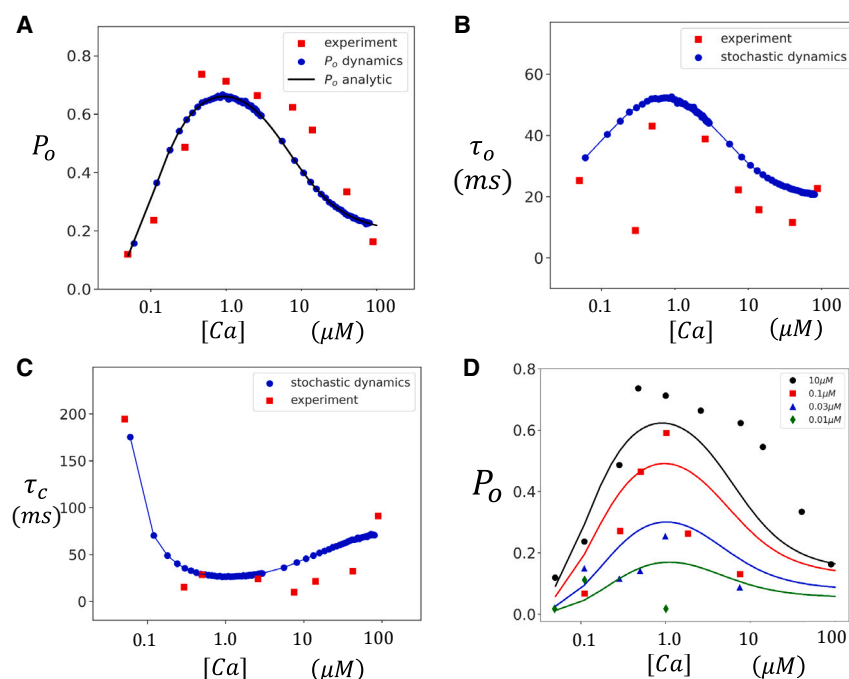 A
0.8
0.6
0.4
0.2
0.0
P_o
experiment
P_o dynamics
P_o analytic
0.1
1.0
10
100
[Ca]
(μM)
B
60
40
20
0
τ_o
(ms)
experiment
stochastic dynamics
0.1
1.0
10
100
[Ca]
(μM)
C
200
150
100
50
0
τ_c
(ms)
stochastic dynamics
experiment
0.1
1.0
10
100
[Ca]
(μM)
D
0.8
0.6
0.4
0.2
0.0
P_o
10μM
0.1μM
0.03μM
0.01μM
0.1
1.0
10
100
[Ca]
(μM)